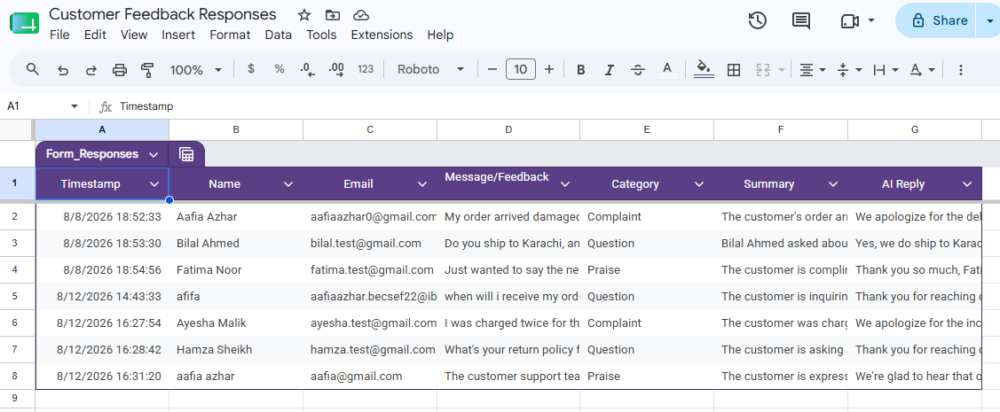 Customer Feedback Responses
File Edit View Insert Format Data Tools Extensions Help
Share
100% $ % .0 .00 123 Roboto 10 B I S A A
A1 fx Timestamp
A B C D E F G
Form_Responses
1 Timestamp Name Email Message/Feedback Category Summary AI Reply
2 8/8/2026 18:52:33 Aafia Azhar aafiaazhar0@gmail.com My order arrived damaged Complaint The customer's order arr We apologize for the del
3 8/8/2026 18:53:30 Bilal Ahmed bilal.test@gmail.com Do you ship to Karachi, an Question Bilal Ahmed asked abou Yes, we do ship to Karac
4 8/8/2026 18:54:56 Fatima Noor fatima.test@gmail.com Just wanted to say the ne Praise The customer is compli Thank you so much, Fati
5 8/12/2026 14:43:33 afifa aafiaazhar.becsef22@ib when will i receive my ord Question The customer is inquirin Thank you for reaching o
6 8/12/2026 16:27:54 Ayesha Malik ayesha.test@gmail.com I was charged twice for th Complaint The customer was charg We apologize for the inc
7 8/12/2026 16:28:42 Hamza Sheikh hamza.test@gmail.com What's your return policy f Question The customer is asking Thank you for reaching o
8 8/12/2026 16:31:20 aafia azhar aafia@gmail.com The customer support tea Praise The customer is express We're glad to hear that o
9